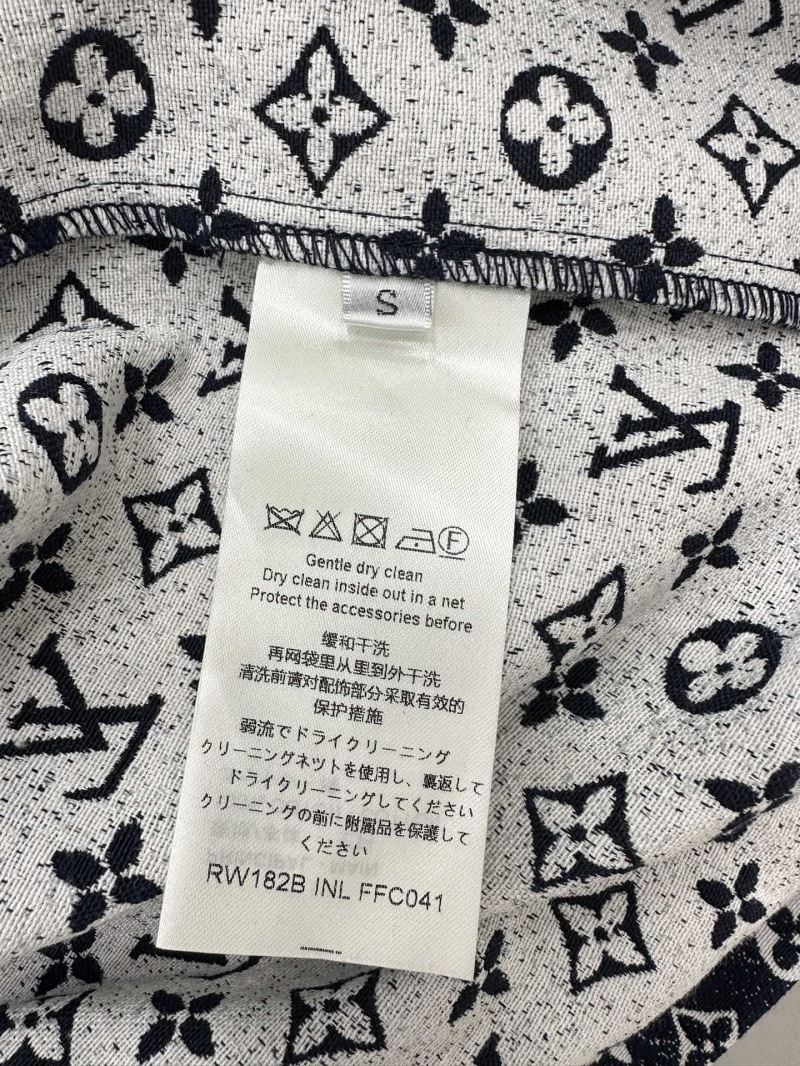 S
F
Gentle dry clean
Dry clean inside out in a net
Protect the accessories before
缓和干洗
再网袋里从里到外干洗
清洗前请对配饰部分采取有效的
保护措施
弱流でドライクリーニング
クリーニングネットを使用し、裏返して
ドライクリーニングしてください
クリーニングの前に附属品を保護して
ください
RW182B INL FFC041